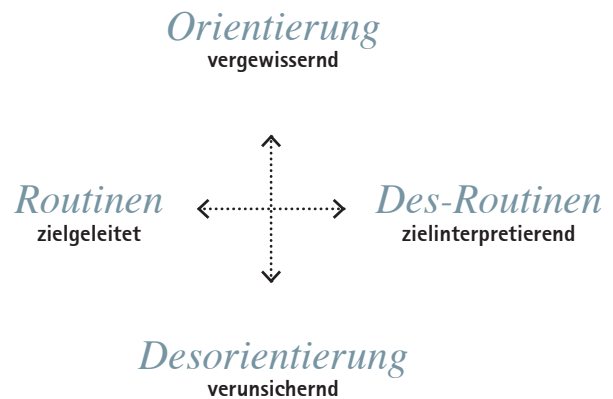 Orientierung
vergewissernd
Routinen
zielgeleitet
Des-Routinen
zielinterpretierend
Desorientierung
verunsichernd